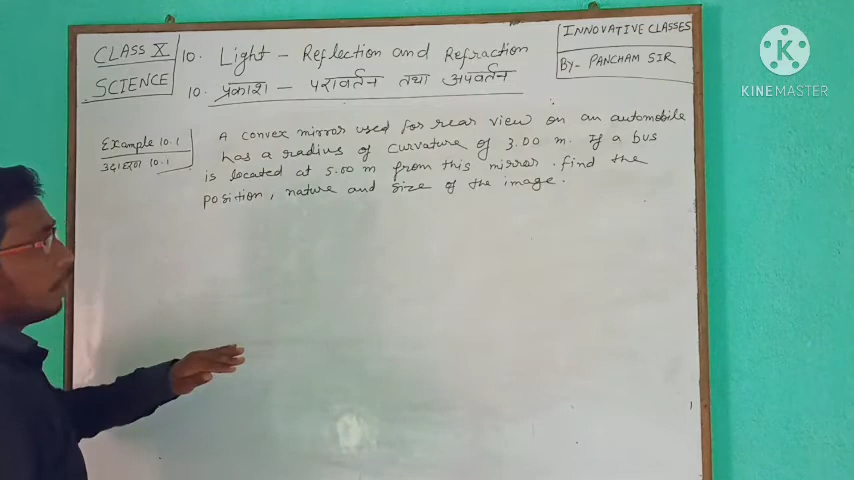 CLASS X
SCIENCE
10. Light - Reflection and Refraction
10. प्रकाश - परावर्तन तथा अपवर्तन
INNOVATIVE CLASSES
By- PANCHAM SIR
KINEMASTER
Example 10.1
उदाहरण 10.1
A convex mirror used for rear view on an automobile
has a radius of curvature of 3.00 m. If a bus
is located at 5.00 m from this mirror. find the
position, nature and size of the image.